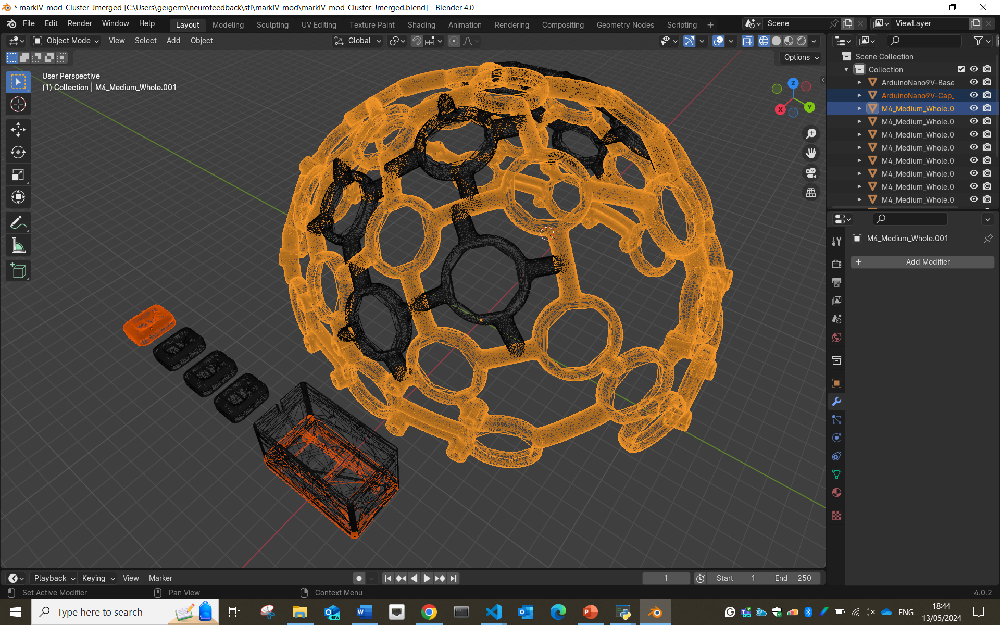 * markIV_mod_Cluster_Jmerged [C:\Users\geigerm\neurofeedback\stl\markIV_mod\markIV_mod_Cluster_Jmerged.blend] - Blender 4.0
File Edit Render Window Help Layout Modeling Sculpting UV Editing Texture Paint Shading Animation Rendering Compositing Geometry Nodes Scripting + Scene ViewLayer
Object Mode View Select Add Object Global
Options
User Perspective
(1) Collection | M4_Medium_Whole.001
Z
Y
X
Scene Collection
Collection
ArduinoNano9V-Base
ArduinoNano9V-Cap_
M4_Medium_Whole.0
M4_Medium_Whole.0
M4_Medium_Whole.0
M4_Medium_Whole.0
M4_Medium_Whole.0
M4_Medium_Whole.0
M4_Medium_Whole.0
M4_Medium_Whole.0
M4_Medium_Whole.001
+ Add Modifier
Playback Keying View Marker 1 Start 1 End 250
Set Active Modifier Pan View Context Menu 4.0.2
Type here to search
NEW
NEW
ENG
18:44
13/05/2024